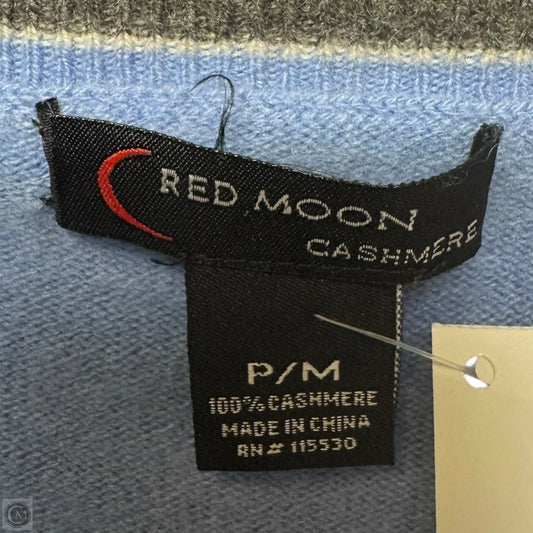 RED MOON
CASHMERE
P/M
100% CASHMERE
MADE IN CHINA
RN# 115530